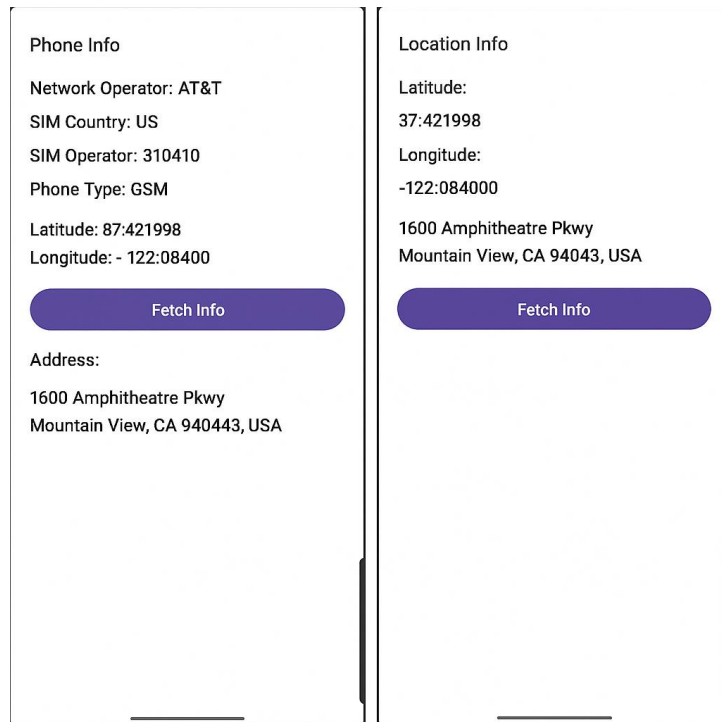 Phone Info
Network Operator: AT&T
SIM Country: US
SIM Operator: 310410
Phone Type: GSM
Latitude: 87:421998
Longitude: - 122:08400
Fetch Info
Address:
1600 Amphitheatre Pkwy
Mountain View, CA 940443, USA
Location Info
Latitude:
37:421998
Longitude:
-122:084000
1600 Amphitheatre Pkwy
Mountain View, CA 94043, USA
Fetch Info